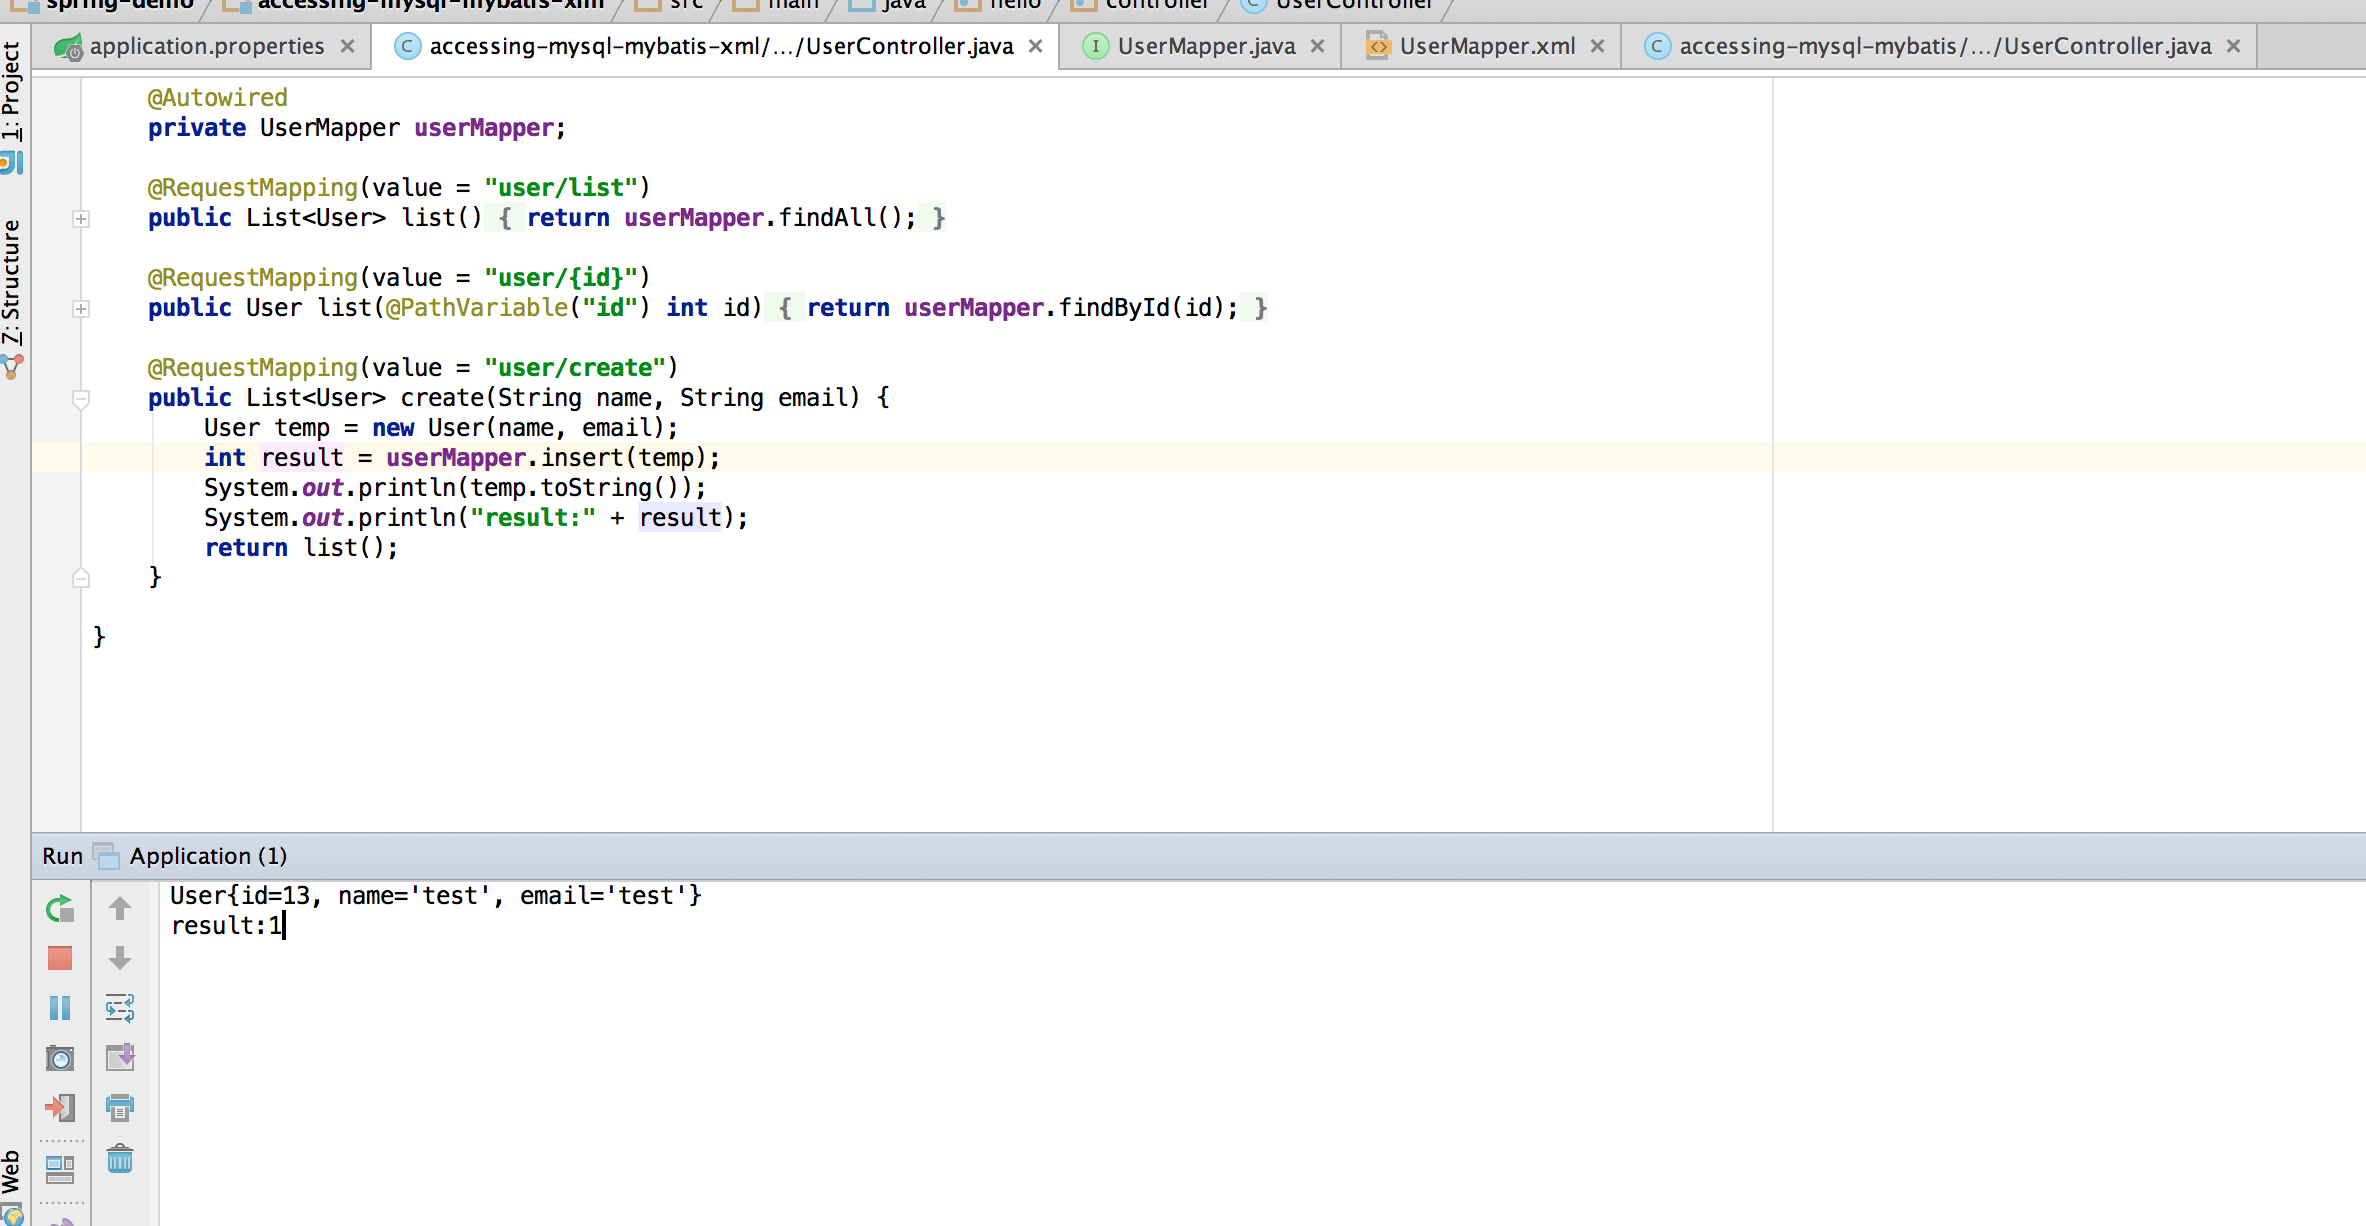 spring-demo accessing-mysql-mybatis-xml src main java hello controller UserController
application.properties accessing-mysql-mybatis-xml/.../UserController.java UserMapper.java UserMapper.xml accessing-mysql-mybatis/.../UserController.java
1: Project
7: Structure
@Autowired
private UserMapper userMapper;
@RequestMapping(value = "user/list")
public List<User> list() { return userMapper.findAll(); }
@RequestMapping(value = "user/{id}")
public User list(@PathVariable("id") int id) { return userMapper.findById(id); }
@RequestMapping(value = "user/create")
public List<User> create(String name, String email) {
User temp = new User(name, email);
int result = userMapper.insert(temp);
System.out.println(temp.toString());
System.out.println("result:" + result);
return list();
}
}
Run Application (1)
User{id=13, name='test', email='test'}
result:1
Web